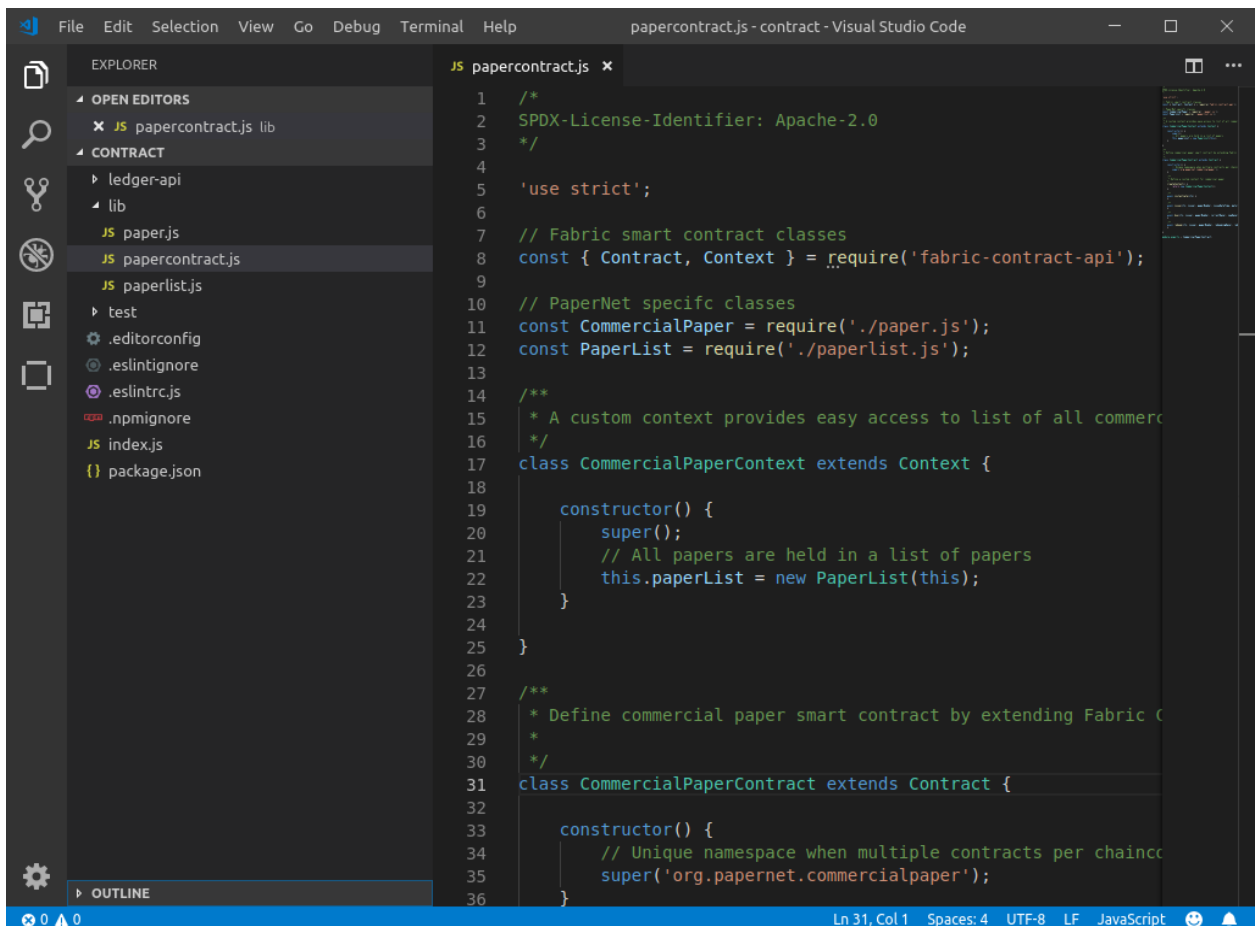 File Edit Selection View Go Debug Terminal Help papercontract.js - contract - Visual Studio Code
EXPLORER
OPEN EDITORS
JS papercontract.js lib
CONTRACT
ledger-api
lib
JS paper.js
JS papercontract.js
JS paperlist.js
test
.editorconfig
.eslintignore
.eslintrc.js
npm .npmignore
JS index.js
{} package.json
OUTLINE
JS papercontract.js
1 /*
2 SPDX-License-Identifier: Apache-2.0
3 */
4
5 'use strict';
6
7 // Fabric smart contract classes
8 const { Contract, Context } = require('fabric-contract-api');
9
10 // PaperNet specifc classes
11 const CommercialPaper = require('./paper.js');
12 const PaperList = require('./paperlist.js');
13
14 /**
15 * A custom context provides easy access to list of all commerc
16 */
17 class CommercialPaperContext extends Context {
18
19 constructor() {
20 super();
21 // All papers are held in a list of papers
22 this.paperList = new PaperList(this);
23 }
24
25 }
26
27 /**
28 * Define commercial paper smart contract by extending Fabric C
29 *
30 */
31 class CommercialPaperContract extends Contract {
32
33 constructor() {
34 // Unique namespace when multiple contracts per chainco
35 super('org.papernet.commercialpaper');
36 }
0 0 Ln 31, Col 1 Spaces: 4 UTF-8 LF JavaScript